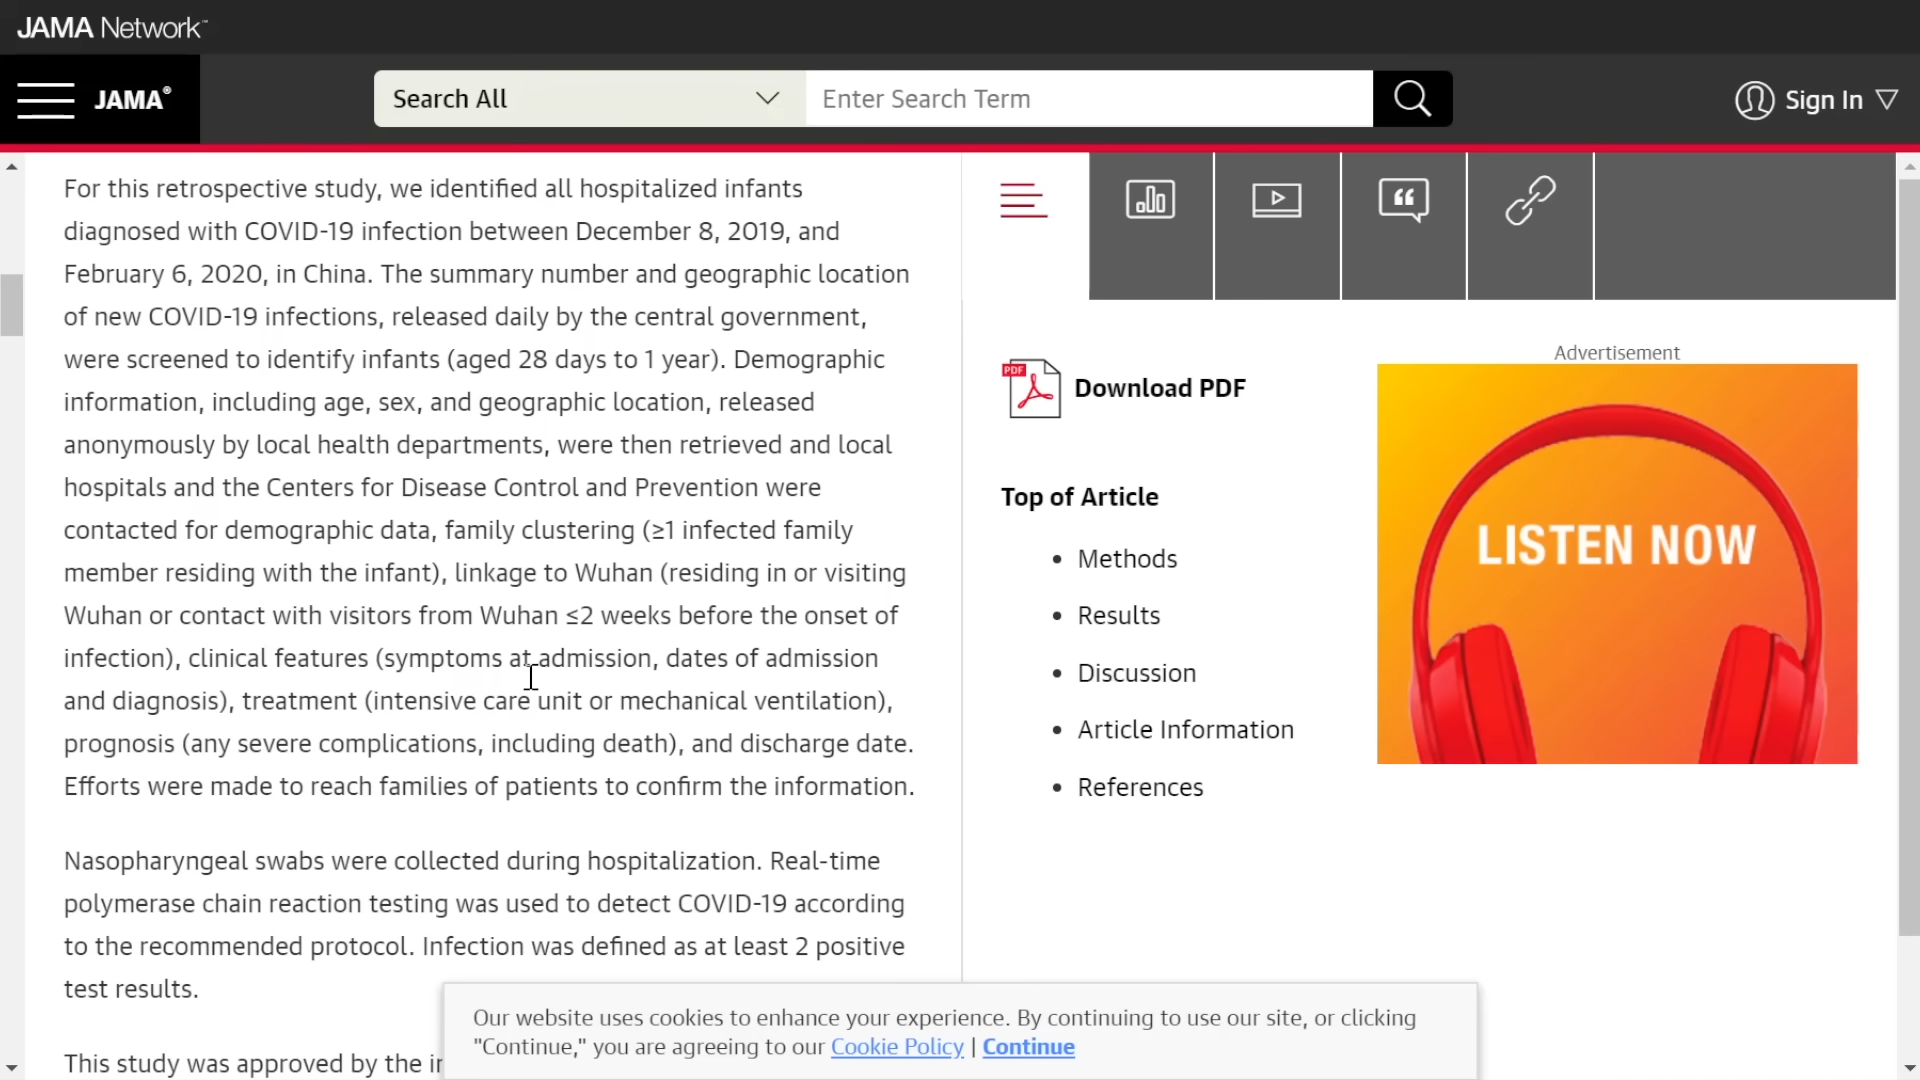 JAMA Network™
JAMA®
Search All
Enter Search Term
Sign In
For this retrospective study, we identified all hospitalized infants
diagnosed with COVID-19 infection between December 8, 2019, and
February 6, 2020, in China. The summary number and geographic location
of new COVID-19 infections, released daily by the central government,
were screened to identify infants (aged 28 days to 1 year). Demographic
information, including age, sex, and geographic location, released
anonymously by local health departments, were then retrieved and local
hospitals and the Centers for Disease Control and Prevention were
contacted for demographic data, family clustering (≥1 infected family
member residing with the infant), linkage to Wuhan (residing in or visiting
Wuhan or contact with visitors from Wuhan ≤2 weeks before the onset of
infection), clinical features (symptoms at admission, dates of admission
and diagnosis), treatment (intensive care unit or mechanical ventilation),
prognosis (any severe complications, including death), and discharge date.
Efforts were made to reach families of patients to confirm the information.
Nasopharyngeal swabs were collected during hospitalization. Real-time
polymerase chain reaction testing was used to detect COVID-19 according
to the recommended protocol. Infection was defined as at least 2 positive
test results.
This study was approved by the
PDF
Download PDF
Top of Article
• Methods
• Results
• Discussion
• Article Information
• References
Advertisement
LISTEN NOW
Our website uses cookies to enhance your experience. By continuing to use our site, or clicking
"Continue," you are agreeing to our Cookie Policy | Continue